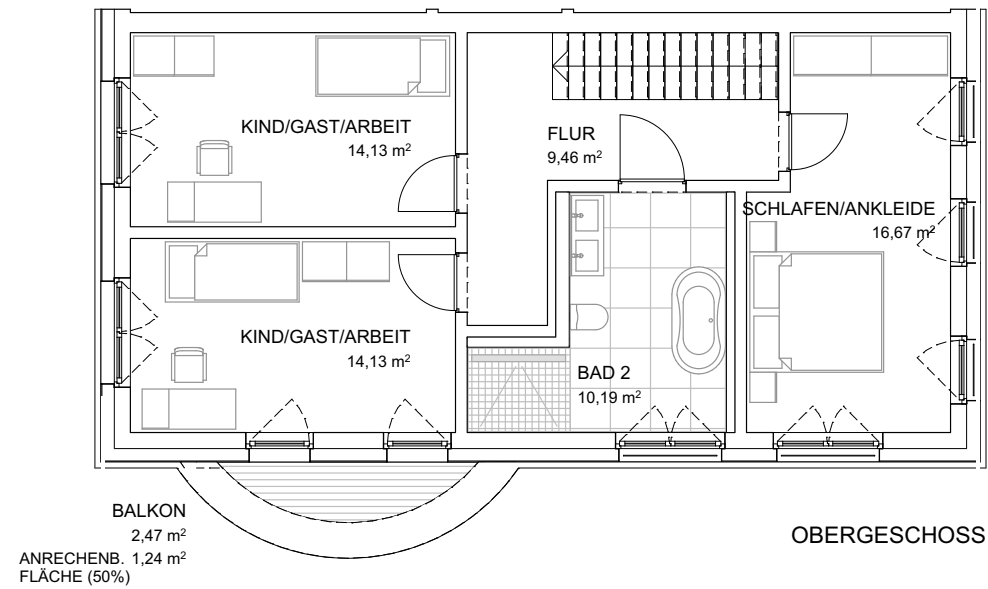 KIND/GAST/ARBEIT
14,13 m²
FLUR
9,46 m²
SCHLAFEN/ANKLEIDE
16,67 m²
KIND/GAST/ARBEIT
14,13 m²
BAD 2
10,19 m²
BALKON
2,47 m²
ANRECHENB. 1,24 m²
FLÄCHE (50%)
OBERGESCHOSS